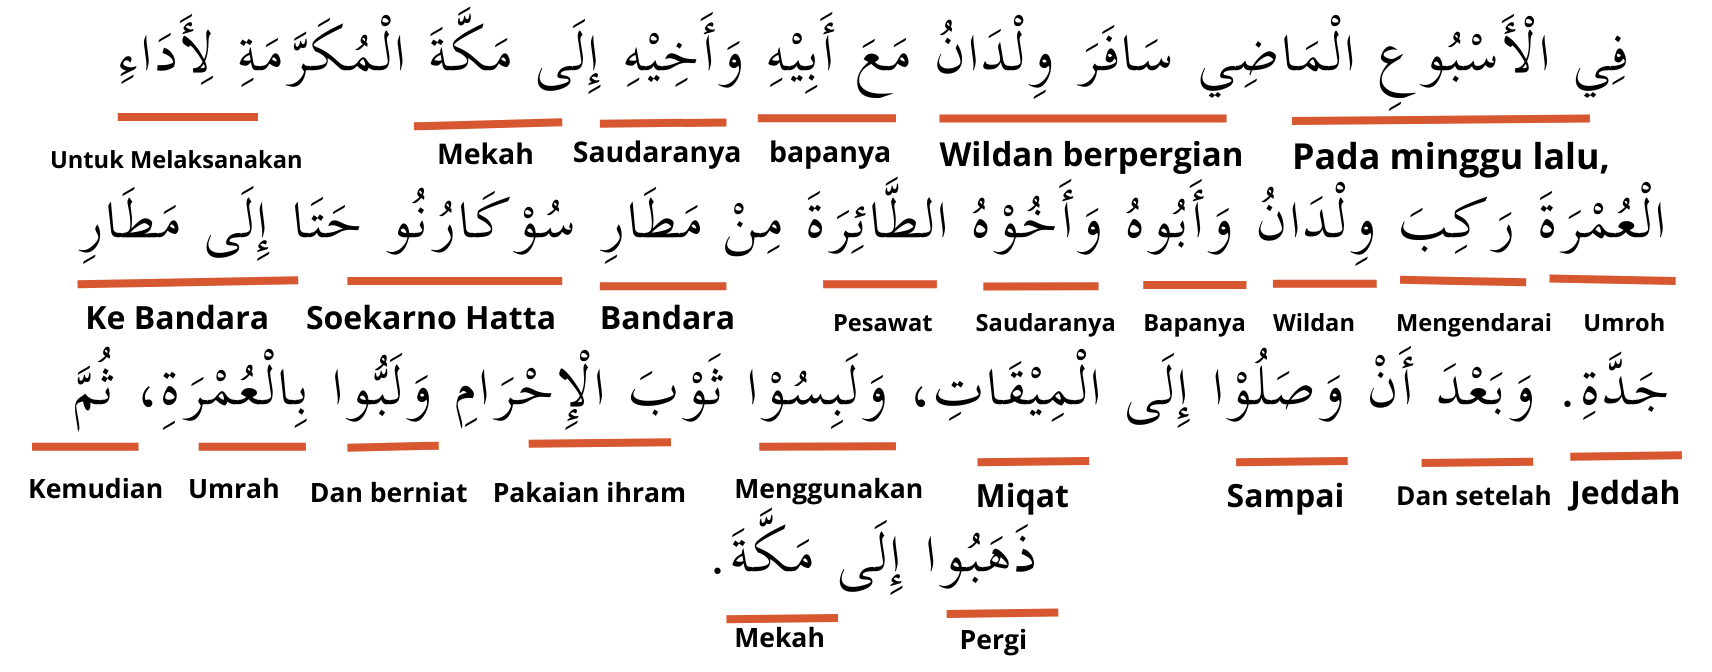 فِي الْأَسْبُوعِ الْمَاضِي سَافَرَ وِلْدَانُ مَعَ أَبِيْهِ وَأَخِيْهِ إِلَى مَكَّةَ الْمُكَرَّمَةِ لِأَدَاءِ
Pada minggu lalu, Wildan berpergian bapanya Saudaranya Mekah Untuk Melaksanakan
الْعُمْرَةَ رَكِبَ وِلْدَانُ وَأَبُوهُ وَأَخُوْهُ الطَّائِرَةَ مِنْ مَطَارِ سُوْكَارُنُو حَتَا إِلَى مَطَارِ
Umroh Mengendarai Wildan Bapanya Saudaranya Pesawat Bandara Soekarno Hatta Ke Bandara
جَدَّةِ. وَبَعْدَ أَنْ وَصَلُوْا إِلَى الْمِيْقَاتِ، وَلَبِسُوْا ثَوْبَ الْإِحْرَامِ وَلَبُّوا بِالْعُمْرَةِ، ثُمَّ
Jeddah Dan setelah Sampai Miqat Menggunakan Pakaian ihram Dan berniat Umrah Kemudian
ذَهَبُوا إِلَى مَكَّةَ.
Pergi Mekah